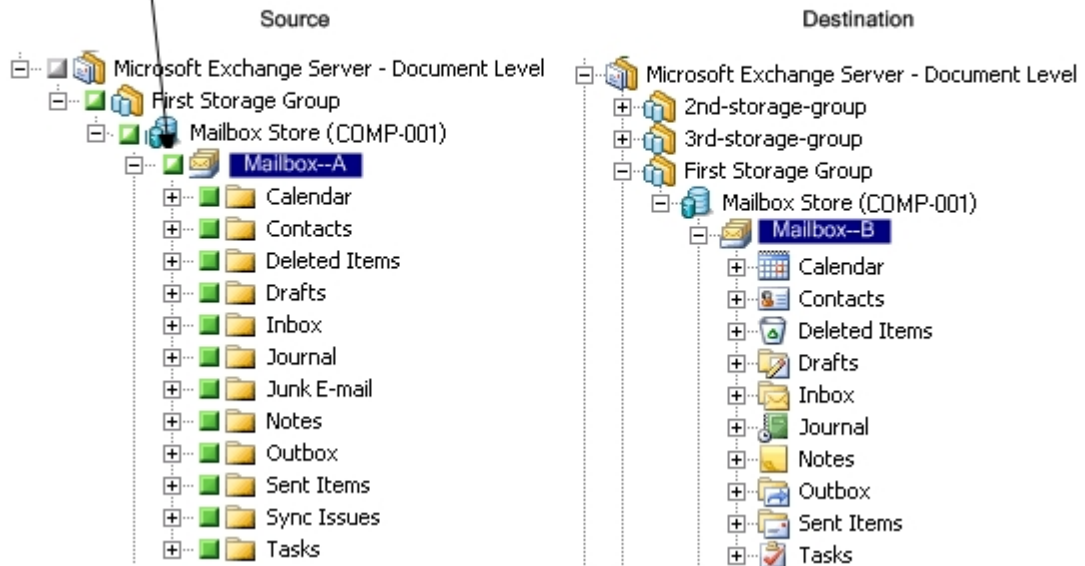 Source
Microsoft Exchange Server - Document Level
First Storage Group
Mailbox Store (COMP-001)
Mailbox--A
Calendar
Contacts
Deleted Items
Drafts
Inbox
Journal
Junk E-mail
Notes
Outbox
Sent Items
Sync Issues
Tasks
Destination
Microsoft Exchange Server - Document Level
2nd-storage-group
3rd-storage-group
First Storage Group
Mailbox Store (COMP-001)
Mailbox--B
Calendar
Contacts
Deleted Items
Drafts
Inbox
Journal
Notes
Outbox
Sent Items
Tasks